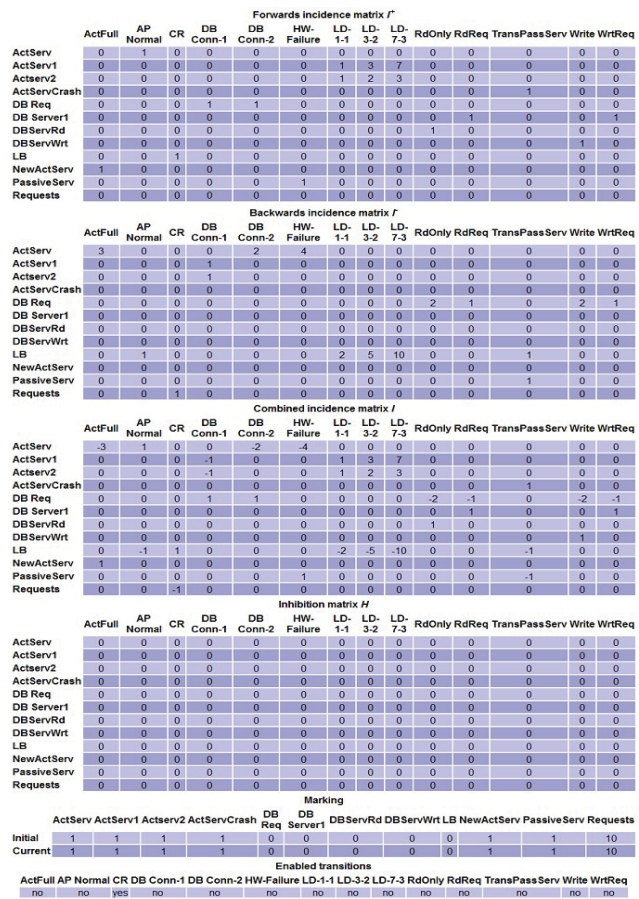 Forwards incidence matrix I⁺
ActFull AP Normal CR DB Conn-1 DB Conn-2 HW-Failure LD-1-1 LD-3-2 LD-7-3 RdOnly RdReq TransPassServ Write WrtReq
ActServ 0 1 0 0 0 0 0 0 0 0 0 0 0 0
ActServ1 0 0 0 0 0 0 1 3 7 0 0 0 0 0
Actserv2 0 0 0 0 0 0 1 2 3 0 0 0 0 0
ActServCrash 0 0 0 0 0 0 0 0 0 0 0 1 0 0
DB Req 0 0 0 1 1 0 0 0 0 0 0 0 0 0
DB Server1 0 0 0 0 0 0 0 0 0 0 1 0 0 1
DBServRd 0 0 0 0 0 0 0 0 0 1 0 0 0 0
DBServWrt 0 0 0 0 0 0 0 0 0 0 0 0 1 0
LB 0 0 1 0 0 0 0 0 0 0 0 0 0 0
NewActServ 1 0 0 0 0 0 0 0 0 0 0 0 0 0
PassiveServ 0 0 0 0 0 1 0 0 0 0 0 0 0 0
Requests 0 0 0 0 0 0 0 0 0 0 0 0 0 0
Backwards incidence matrix I⁻
ActFull AP Normal CR DB Conn-1 DB Conn-2 HW-Failure LD-1-1 LD-3-2 LD-7-3 RdOnly RdReq TransPassServ Write WrtReq
ActServ 3 0 0 0 2 4 0 0 0 0 0 0 0 0
ActServ1 0 0 0 1 0 0 0 0 0 0 0 0 0 0
Actserv2 0 0 0 1 0 0 0 0 0 0 0 0 0 0
ActServCrash 0 0 0 0 0 0 0 0 0 0 0 0 0 0
DB Req 0 0 0 0 0 0 0 0 0 2 1 0 2 1
DB Server1 0 0 0 0 0 0 0 0 0 0 0 0 0 0
DBServRd 0 0 0 0 0 0 0 0 0 0 0 0 0 0
DBServWrt 0 0 0 0 0 0 0 0 0 0 0 0 0 0
LB 0 1 0 0 0 0 2 5 10 0 0 1 0 0
NewActServ 0 0 0 0 0 0 0 0 0 0 0 0 0 0
PassiveServ 0 0 0 0 0 0 0 0 0 0 0 1 0 0
Requests 0 0 1 0 0 0 0 0 0 0 0 0 0 0
Combined incidence matrix I
ActFull AP Normal CR DB Conn-1 DB Conn-2 HW-Failure LD-1-1 LD-3-2 LD-7-3 RdOnly RdReq TransPassServ Write WrtReq
ActServ -3 1 0 0 -2 -4 0 0 0 0 0 0 0 0
ActServ1 0 0 0 -1 0 0 1 3 7 0 0 0 0 0
Actserv2 0 0 0 -1 0 0 1 2 3 0 0 0 0 0
ActServCrash 0 0 0 0 0 0 0 0 0 0 0 1 0 0
DB Req 0 0 0 1 1 0 0 0 0 -2 -1 0 -2 -1
DB Server1 0 0 0 0 0 0 0 0 0 0 1 0 0 1
DBServRd 0 0 0 0 0 0 0 0 0 1 0 0 0 0
DBServWrt 0 0 0 0 0 0 0 0 0 0 0 0 1 0
LB 0 -1 1 0 0 0 -2 -5 -10 0 0 -1 0 0
NewActServ 1 0 0 0 0 0 0 0 0 0 0 0 0 0
PassiveServ 0 0 0 0 0 1 0 0 0 0 0 -1 0 0
Requests 0 0 -1 0 0 0 0 0 0 0 0 0 0 0
Inhibition matrix H
ActFull AP Normal CR DB Conn-1 DB Conn-2 HW-Failure LD-1-1 LD-3-2 LD-7-3 RdOnly RdReq TransPassServ Write WrtReq
ActServ 0 0 0 0 0 0 0 0 0 0 0 0 0 0
ActServ1 0 0 0 0 0 0 0 0 0 0 0 0 0 0
Actserv2 0 0 0 0 0 0 0 0 0 0 0 0 0 0
ActServCrash 0 0 0 0 0 0 0 0 0 0 0 0 0 0
DB Req 0 0 0 0 0 0 0 0 0 0 0 0 0 0
DB Server1 0 0 0 0 0 0 0 0 0 0 0 0 0 0
DBServRd 0 0 0 0 0 0 0 0 0 0 0 0 0 0
DBServWrt 0 0 0 0 0 0 0 0 0 0 0 0 0 0
LB 0 0 0 0 0 0 0 0 0 0 0 0 0 0
NewActServ 0 0 0 0 0 0 0 0 0 0 0 0 0 0
PassiveServ 0 0 0 0 0 0 0 0 0 0 0 0 0 0
Requests 0 0 0 0 0 0 0 0 0 0 0 0 0 0
Marking
ActServ ActServ1 Actserv2 ActServCrash DB Req DB Server1 DBServRd DBServWrt LB NewActServ PassiveServ Requests
Initial 1 1 1 1 0 0 0 0 0 1 1 10
Current 1 1 1 1 0 0 0 0 0 1 1 10
Enabled transitions
ActFull AP Normal CR DB Conn-1 DB Conn-2 HW-Failure LD-1-1 LD-3-2 LD-7-3 RdOnly RdReq TransPassServ Write WrtReq
no no yes no no no no no no no no no no no